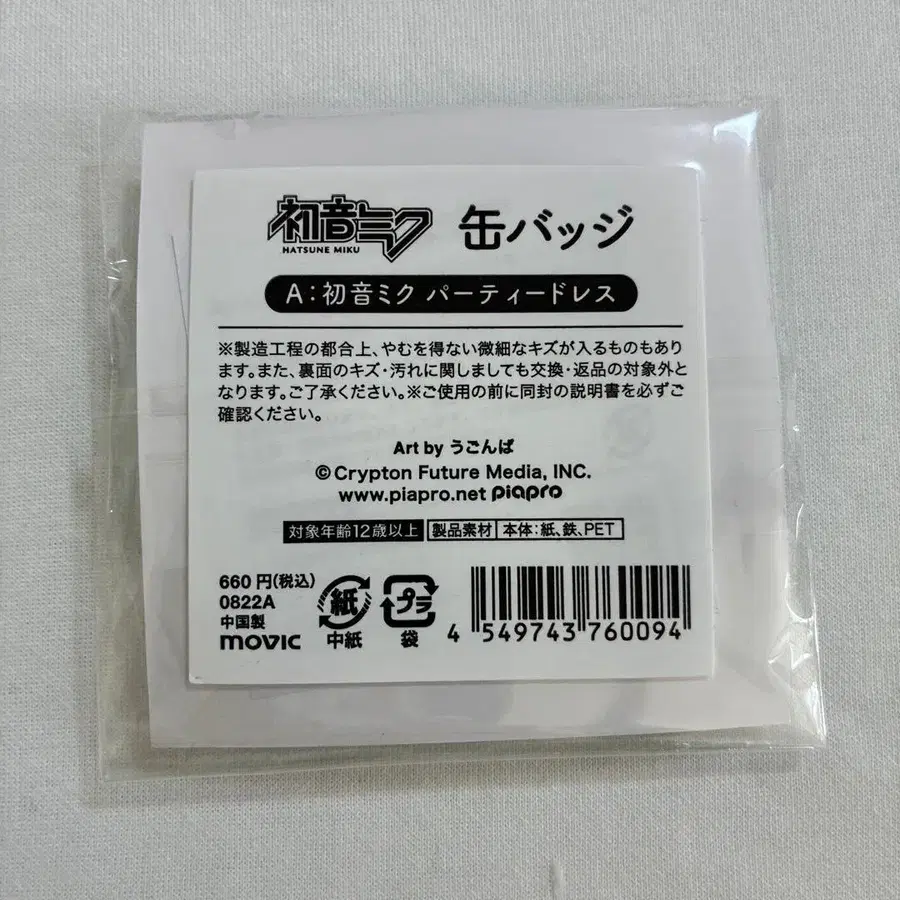 初音ミク 缶バッジ
HATSUNE MIKU
A:初音ミク パーティードレス
※製造工程の都合上、やむを得ない微細なキズが入るものもあり
ます。また、裏面のキズ・汚れに関しましても交換・返品の対象外と
なります。ご了承ください。※ご使用の前に同封の説明書を必ずご
確認ください。
Art by うごんば
©Crypton Future Media, INC.
www.piapro.net piapro
対象年齢12歳以上 製品素材 本体:紙、鉄、PET
660円(税込)
0822A
中国製
movic
紙
中紙
プラ
袋
4 549743 760094